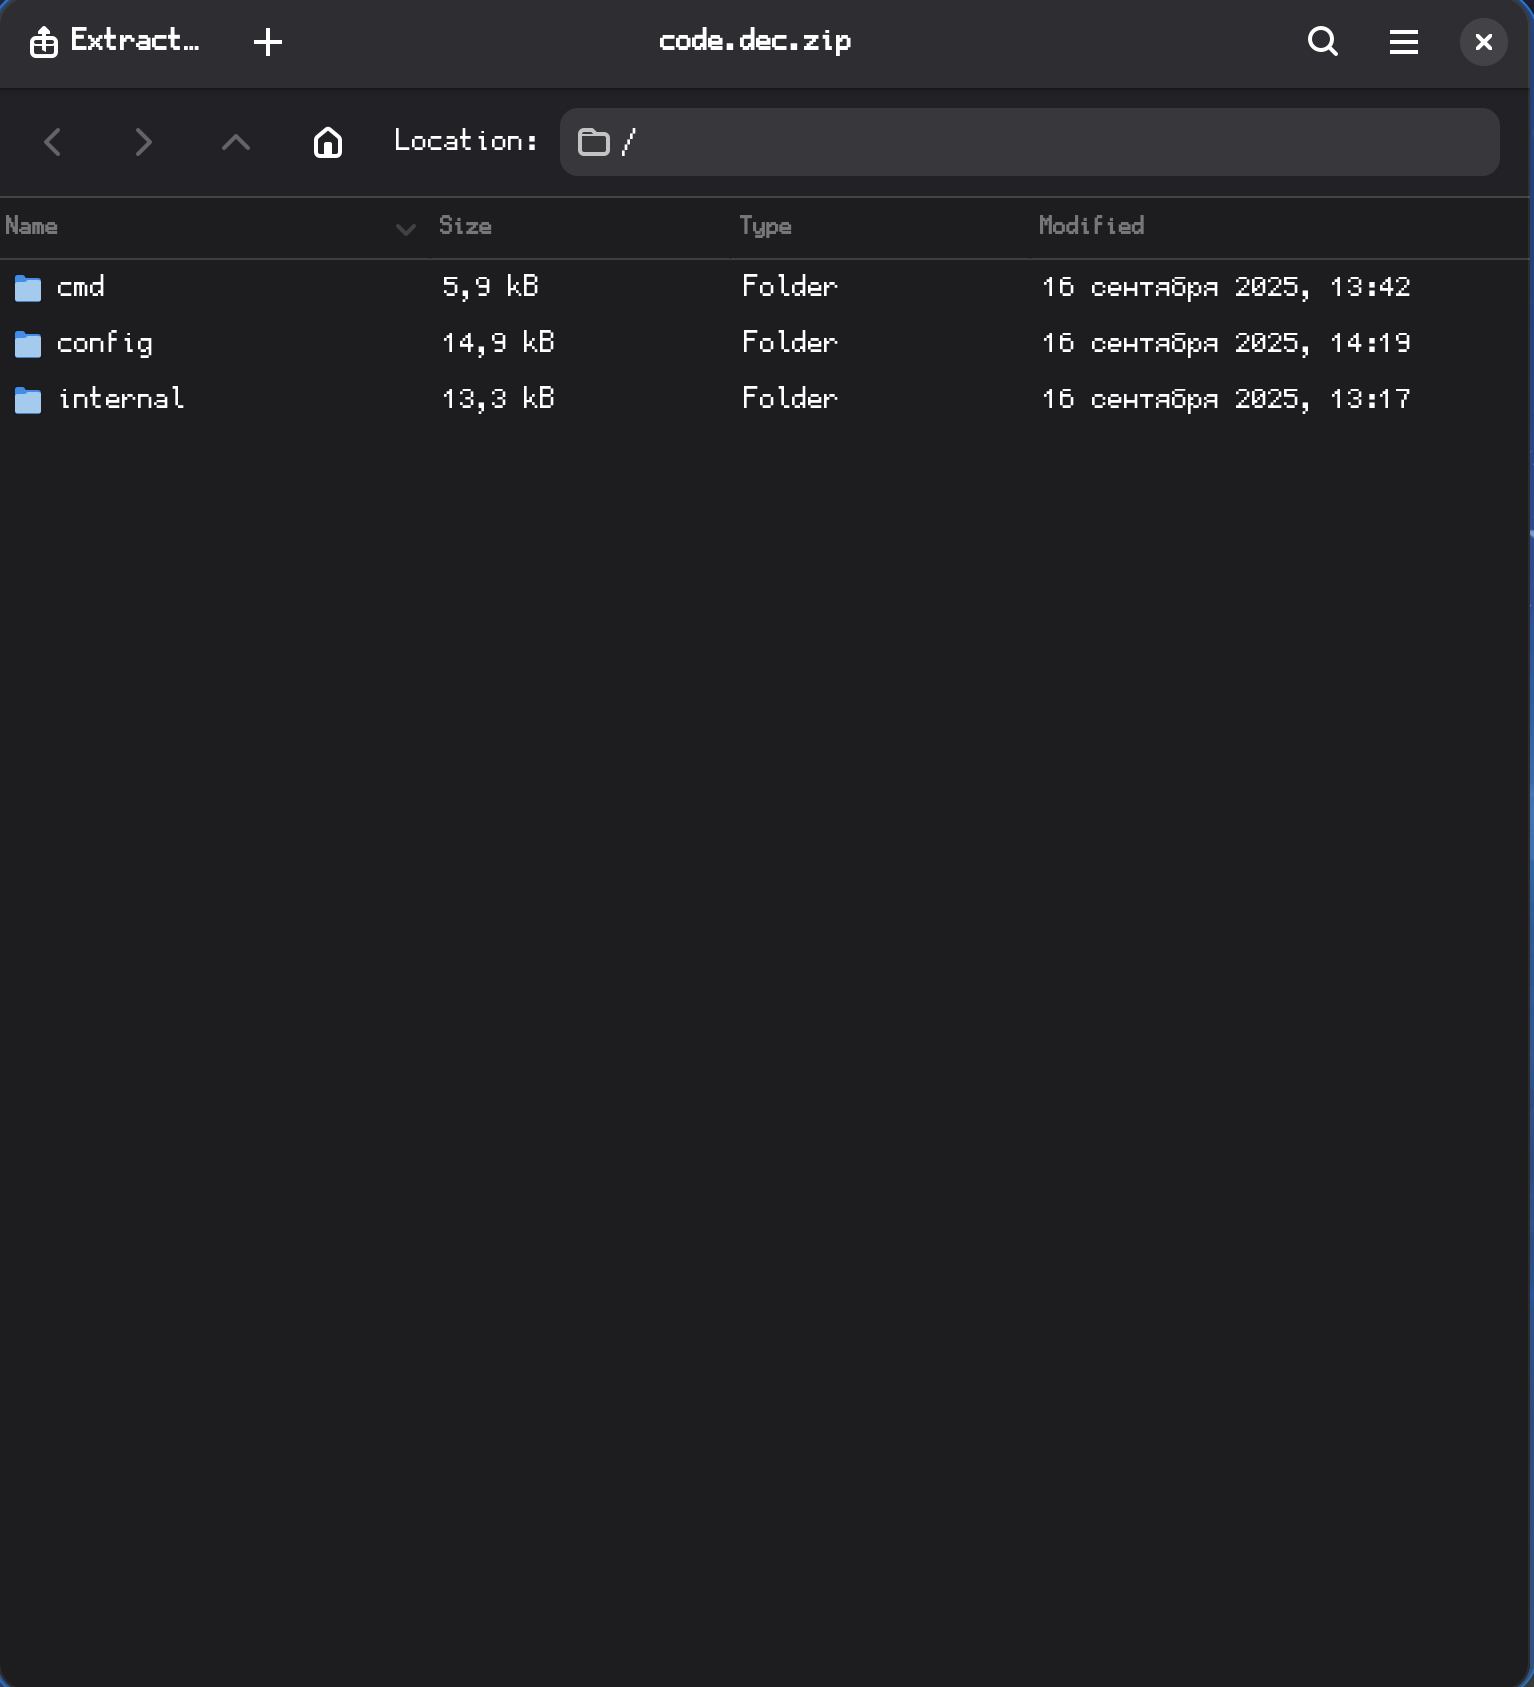 Extract…
code.dec.zip
Location: /
Name Size Type Modified
cmd 5,9 kB Folder 16 сентября 2025, 13:42
config 14,9 kB Folder 16 сентября 2025, 14:19
internal 13,3 kB Folder 16 сентября 2025, 13:17